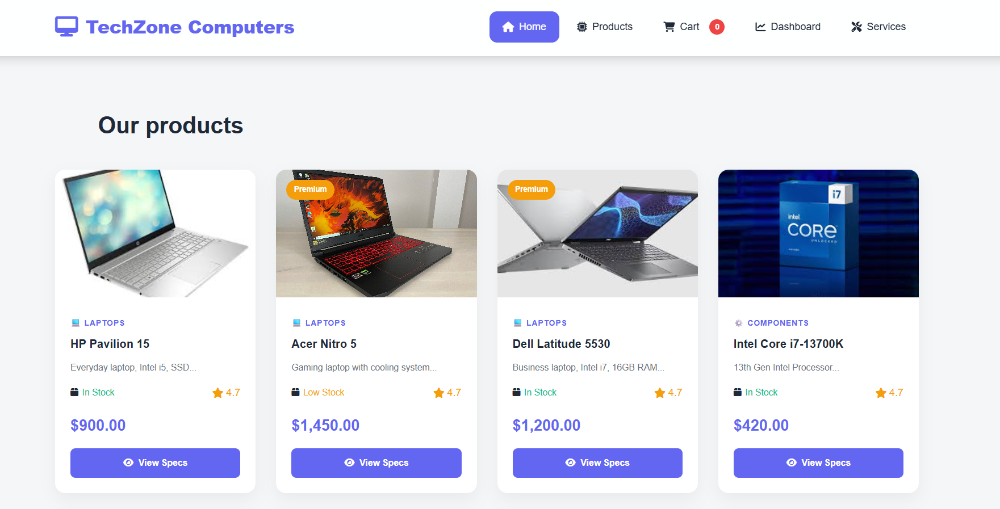 TechZone Computers
Home
Products
Cart
0
Dashboard
Services
Our products
LAPTOPS
HP Pavilion 15
Everyday laptop, Intel i5, SSD...
In Stock
4.7
$900.00
View Specs
Premium
LAPTOPS
Acer Nitro 5
Gaming laptop with cooling system...
Low Stock
4.7
$1,450.00
View Specs
Premium
LAPTOPS
Dell Latitude 5530
Business laptop, Intel i7, 16GB RAM...
In Stock
4.7
$1,200.00
View Specs
i7
intel
CORE
UNLOCKED
COMPONENTS
Intel Core i7-13700K
13th Gen Intel Processor...
In Stock
4.7
$420.00
View Specs